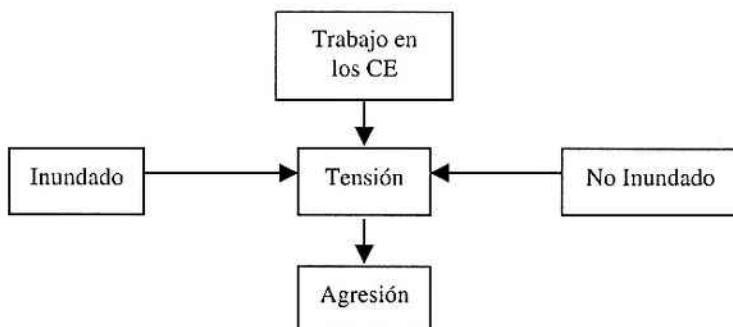 Trabajo en
los CE
Inundado
Tensión
No Inundado
Agresión